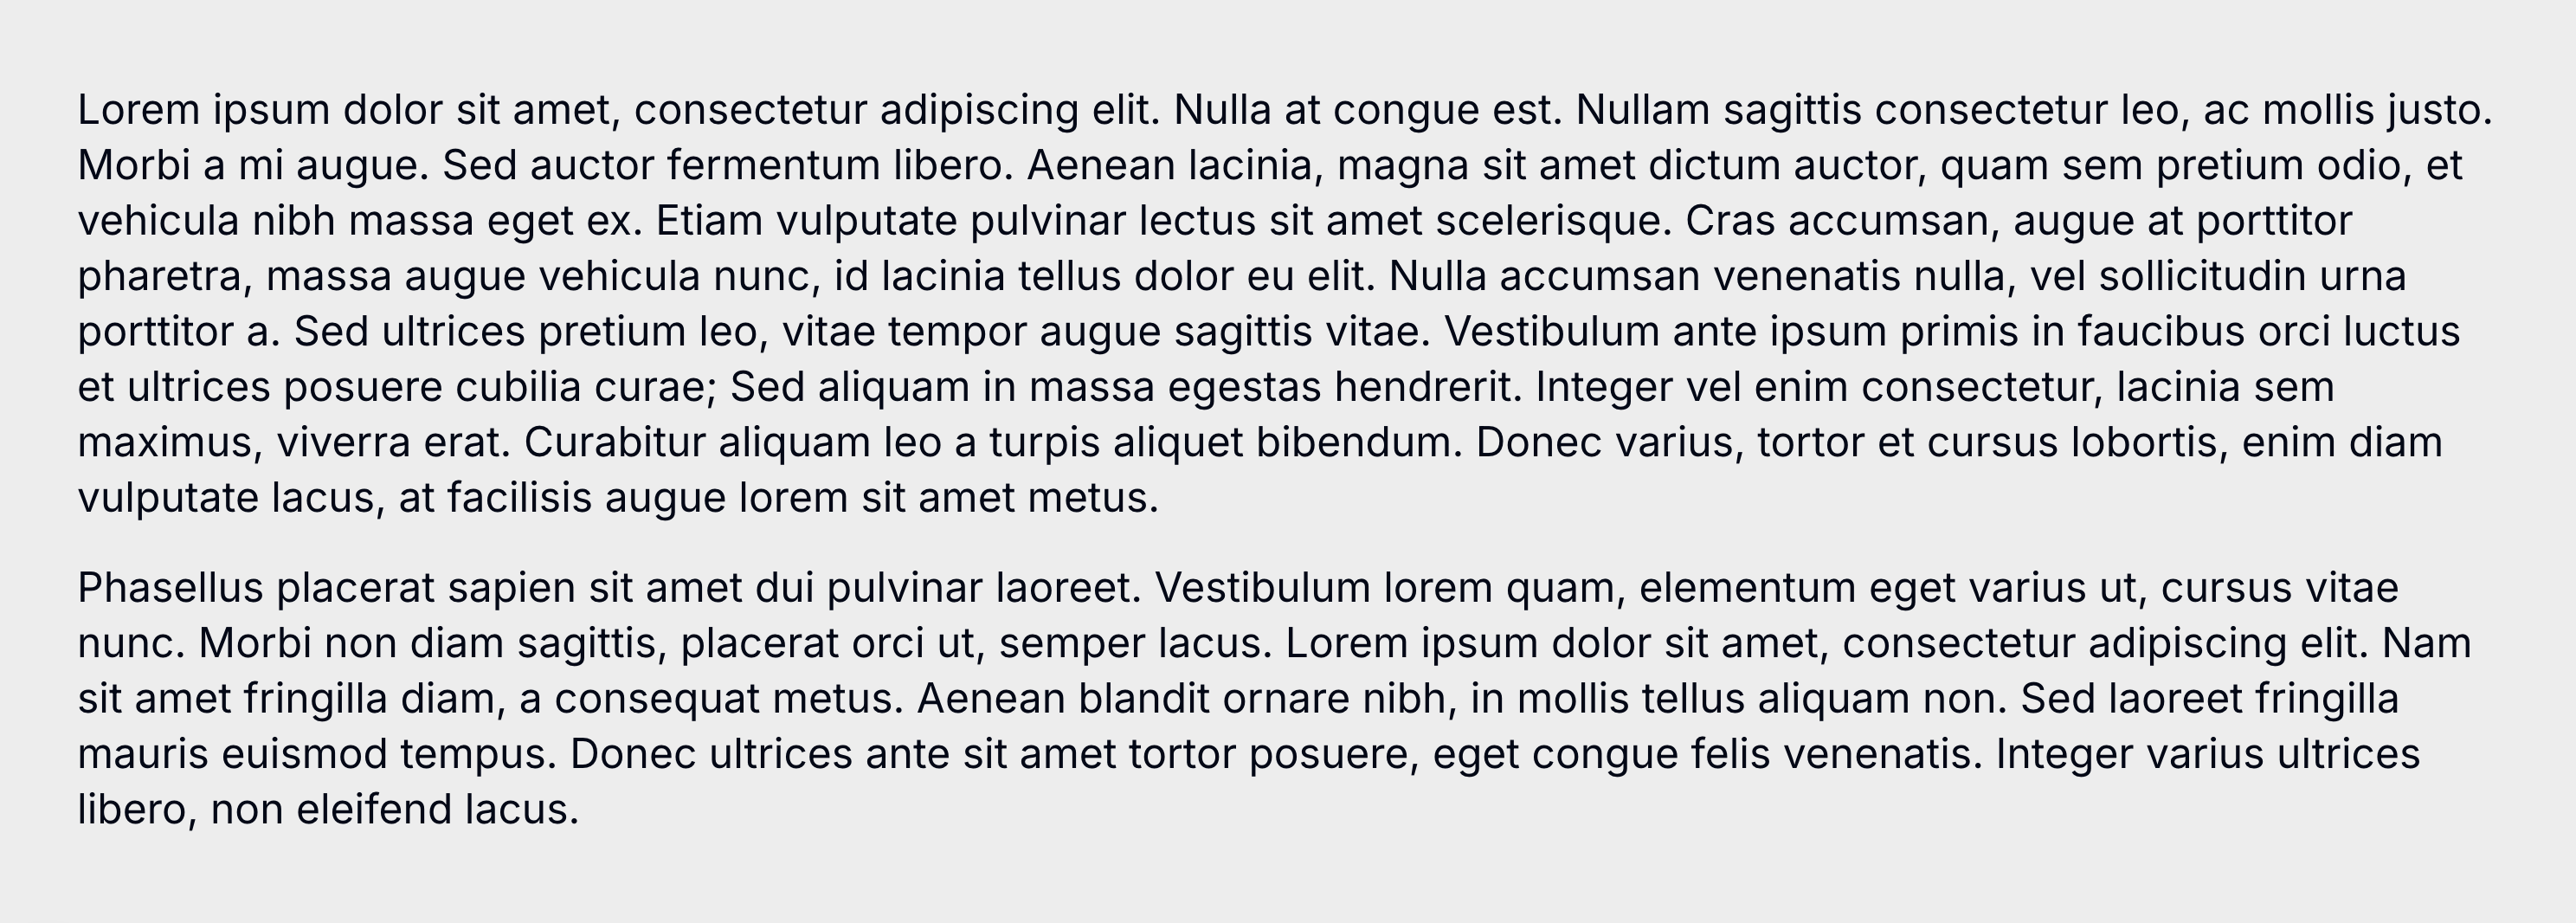 Lorem ipsum dolor sit amet, consectetur adipiscing elit. Nulla at congue est. Nullam sagittis consectetur leo, ac mollis justo.
Morbi a mi augue. Sed auctor fermentum libero. Aenean lacinia, magna sit amet dictum auctor, quam sem pretium odio, et
vehicula nibh massa eget ex. Etiam vulputate pulvinar lectus sit amet scelerisque. Cras accumsan, augue at porttitor
pharetra, massa augue vehicula nunc, id lacinia tellus dolor eu elit. Nulla accumsan venenatis nulla, vel sollicitudin urna
porttitor a. Sed ultrices pretium leo, vitae tempor augue sagittis vitae. Vestibulum ante ipsum primis in faucibus orci luctus
et ultrices posuere cubilia curae; Sed aliquam in massa egestas hendrerit. Integer vel enim consectetur, lacinia sem
maximus, viverra erat. Curabitur aliquam leo a turpis aliquet bibendum. Donec varius, tortor et cursus lobortis, enim diam
vulputate lacus, at facilisis augue lorem sit amet metus.
Phasellus placerat sapien sit amet dui pulvinar laoreet. Vestibulum lorem quam, elementum eget varius ut, cursus vitae
nunc. Morbi non diam sagittis, placerat orci ut, semper lacus. Lorem ipsum dolor sit amet, consectetur adipiscing elit. Nam
sit amet fringilla diam, a consequat metus. Aenean blandit ornare nibh, in mollis tellus aliquam non. Sed laoreet fringilla
mauris euismod tempus. Donec ultrices ante sit amet tortor posuere, eget congue felis venenatis. Integer varius ultrices
libero, non eleifend lacus.